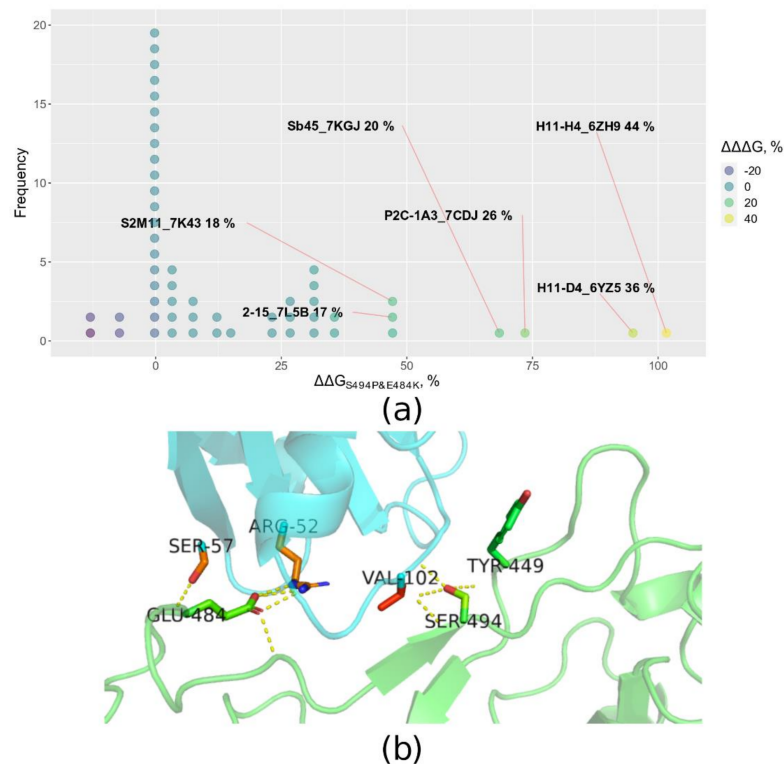 20
15
10
5
0
Frequency
Sb45_7KGJ 20 %
H11-H4_6ZH9 44 %
S2M11_7K43 18 %
P2C-1A3_7CDJ 26 %
2-15_7L5B 17 %
H11-D4_6YZ5 36 %
0 25 50 75 100
ΔΔG S494P&E484K, %
ΔΔΔG, %
-20
0
20
40
(a)
SER-57
ARG-52
GLU-484
VAL-102
TYR-449
SER-494
(b)